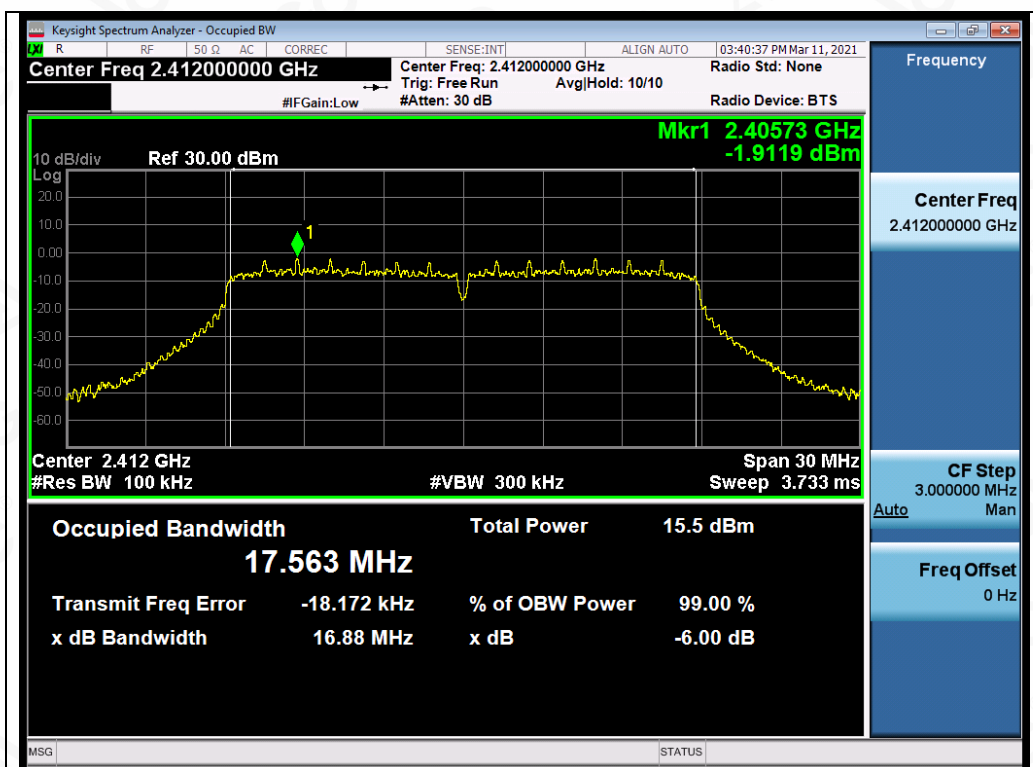 Keysight Spectrum Analyzer - Occupied BW
LXI R RF 50 Ω AC CORREC SENSE:INT ALIGN AUTO 03:40:37 PM Mar 11, 2021
Center Freq 2.412000000 GHz Center Freq: 2.412000000 GHz Radio Std: None
Trig: Free Run Avg|Hold: 10/10
#IFGain:Low #Atten: 30 dB Radio Device: BTS
Frequency
Mkr1 2.40573 GHz
-1.9119 dBm
10 dB/div Ref 30.00 dBm
Log
20.0
10.0
0.00
-10.0
-20.0
-30.0
-40.0
-50.0
-60.0
1
Center 2.412 GHz Span 30 MHz
#Res BW 100 kHz #VBW 300 kHz Sweep 3.733 ms
Occupied Bandwidth Total Power 15.5 dBm
17.563 MHz
Transmit Freq Error -18.172 kHz % of OBW Power 99.00 %
x dB Bandwidth 16.88 MHz x dB -6.00 dB
Center Freq
2.412000000 GHz
CF Step
3.000000 MHz
Auto Man
Freq Offset
0 Hz
MSG STATUS